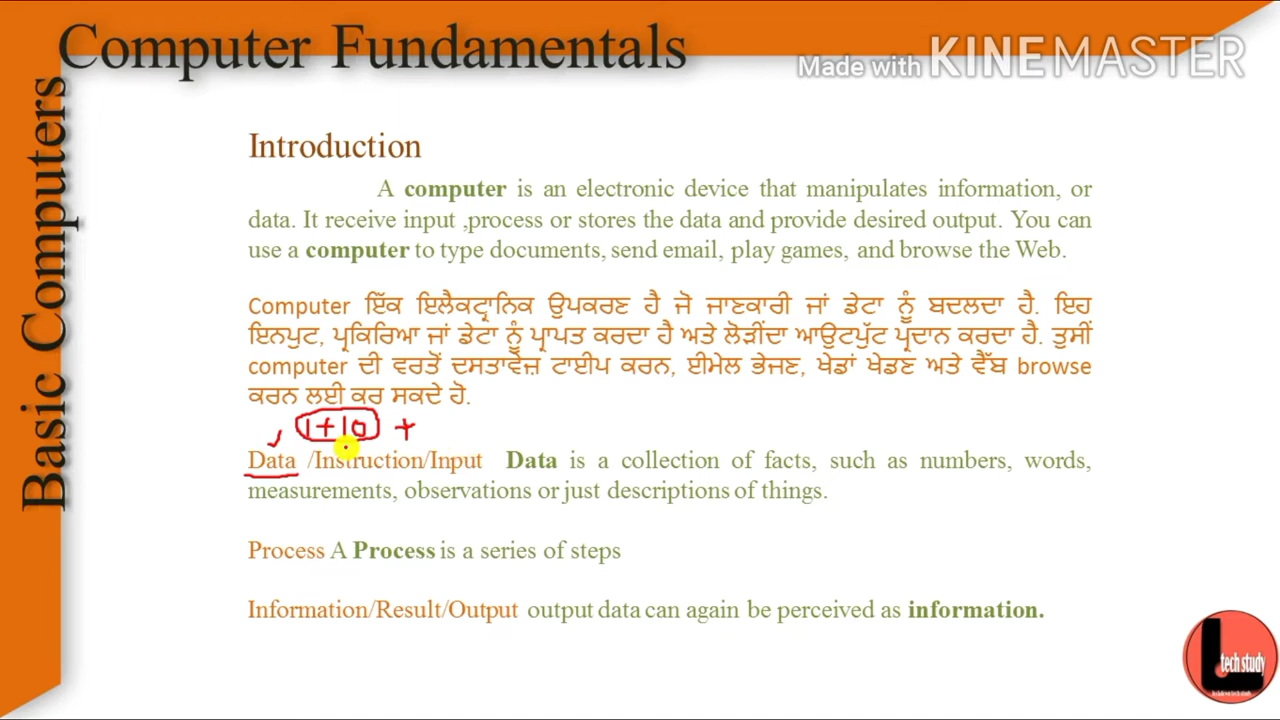 Computer Fundamentals
Made with KINEMASTER
Basic Computers
Introduction
A computer is an electronic device that manipulates information, or
data. It receive input ,process or stores the data and provide desired output. You can
use a computer to type documents, send email, play games, and browse the Web.
Computer ਇੱਕ ਇਲੈਕਟ੍ਰਾਨਿਕ ਉਪਕਰਣ ਹੈ ਜੋ ਜਾਣਕਾਰੀ ਜਾਂ ਡੇਟਾ ਨੂੰ ਬਦਲਦਾ ਹੈ. ਇਹ
ਇਨਪੁਟ, ਪ੍ਰਕਿਰਿਆ ਜਾਂ ਡੇਟਾ ਨੂੰ ਪ੍ਰਾਪਤ ਕਰਦਾ ਹੈ ਅਤੇ ਲੋੜੀਂਦਾ ਆਉਟਪੁੱਟ ਪ੍ਰਦਾਨ ਕਰਦਾ ਹੈ. ਤੁਸੀਂ
computer ਦੀ ਵਰਤੋਂ ਦਸਤਾਵੇਜ਼ ਟਾਈਪ ਕਰਨ, ਈਮੇਲ ਭੇਜਣ, ਖੇਡਾਂ ਖੇਡਣ ਅਤੇ ਵੈੱਬ browse
ਕਰਨ ਲਈ ਕਰ ਸਕਦੇ ਹੋ.
1+10 +
Data /Instruction/Input Data is a collection of facts, such as numbers, words,
measurements, observations or just descriptions of things.
Process A Process is a series of steps
Information/Result/Output output data can again be perceived as information.
L tech study